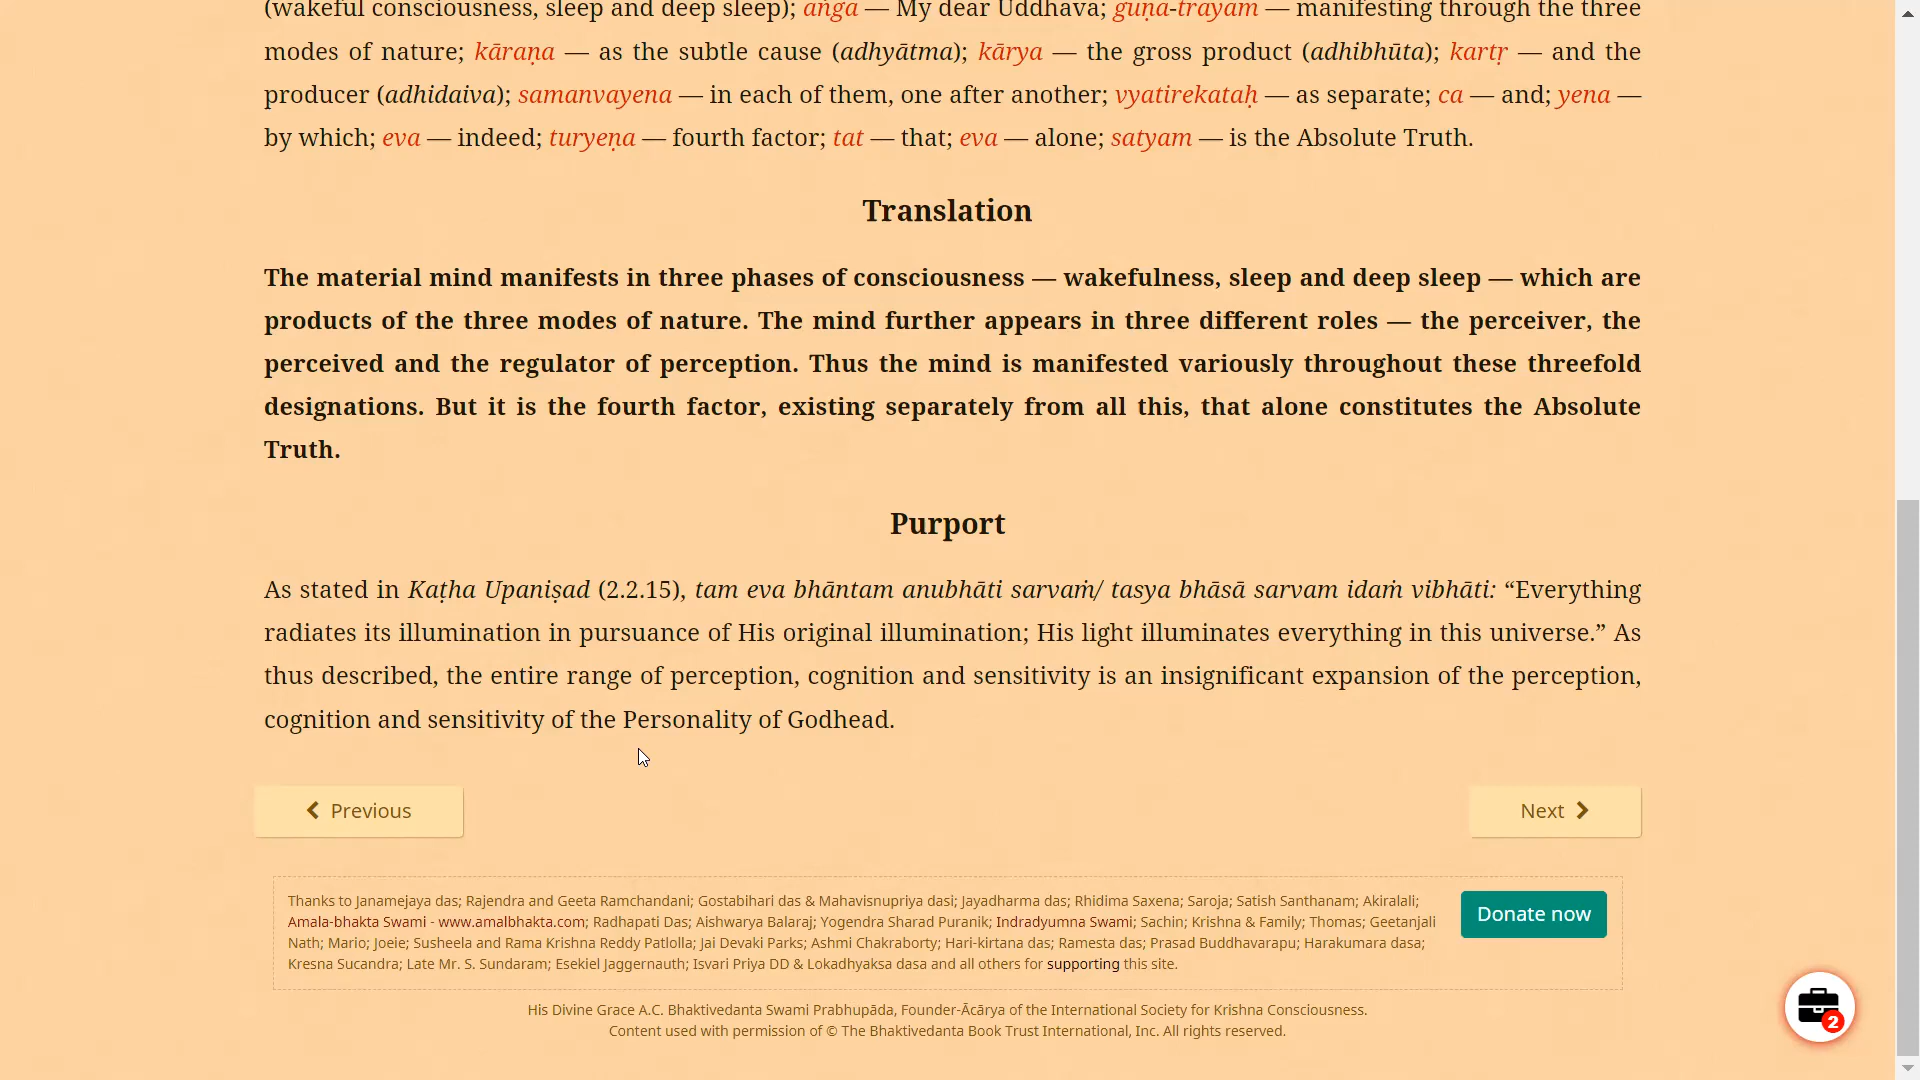 (wakeful consciousness, sleep and deep sleep); aṅga — My dear Uddhava; guṇa-trayam — manifesting through the three
modes of nature; kāraṇa — as the subtle cause (adhyātma); kārya — the gross product (adhibhūta); kartṛ — and the
producer (adhidaiva); samanvayena — in each of them, one after another; vyatirekataḥ — as separate; ca — and; yena —
by which; eva — indeed; turyeṇa — fourth factor; tat — that; eva — alone; satyam — is the Absolute Truth.
Translation
The material mind manifests in three phases of consciousness — wakefulness, sleep and deep sleep — which are
products of the three modes of nature. The mind further appears in three different roles — the perceiver, the
perceived and the regulator of perception. Thus the mind is manifested variously throughout these threefold
designations. But it is the fourth factor, existing separately from all this, that alone constitutes the Absolute
Truth.
Purport
As stated in Kaṭha Upaniṣad (2.2.15), tam eva bhāntam anubhāti sarvaṁ/ tasya bhāsā sarvam idaṁ vibhāti: “Everything
radiates its illumination in pursuance of His original illumination; His light illuminates everything in this universe.” As
thus described, the entire range of perception, cognition and sensitivity is an insignificant expansion of the perception,
cognition and sensitivity of the Personality of Godhead.
Previous
Next
Thanks to Janamejaya das; Rajendra and Geeta Ramchandani; Gostabihari das & Mahavisnupriya dasi; Jayadharma das; Rhidima Saxena; Saroja; Satish Santhanam; Akiralali;
Amala-bhakta Swami - www.amalbhakta.com; Radhapati Das; Aishwarya Balaraj; Yogendra Sharad Puranik; Indradyumna Swami; Sachin; Krishna & Family; Thomas; Geetanjali
Nath; Mario; Joeie; Susheela and Rama Krishna Reddy Patlolla; Jai Devaki Parks; Ashmi Chakraborty; Hari-kirtana das; Ramesta das; Prasad Buddhavarapu; Harakumara dasa;
Kresna Sucandra; Late Mr. S. Sundaram; Esekiel Jaggernauth; Isvari Priya DD & Lokadhyaksa dasa and all others for supporting this site.
Donate now
His Divine Grace A.C. Bhaktivedanta Swami Prabhupāda, Founder-Ācārya of the International Society for Krishna Consciousness.
Content used with permission of © The Bhaktivedanta Book Trust International, Inc. All rights reserved.
2